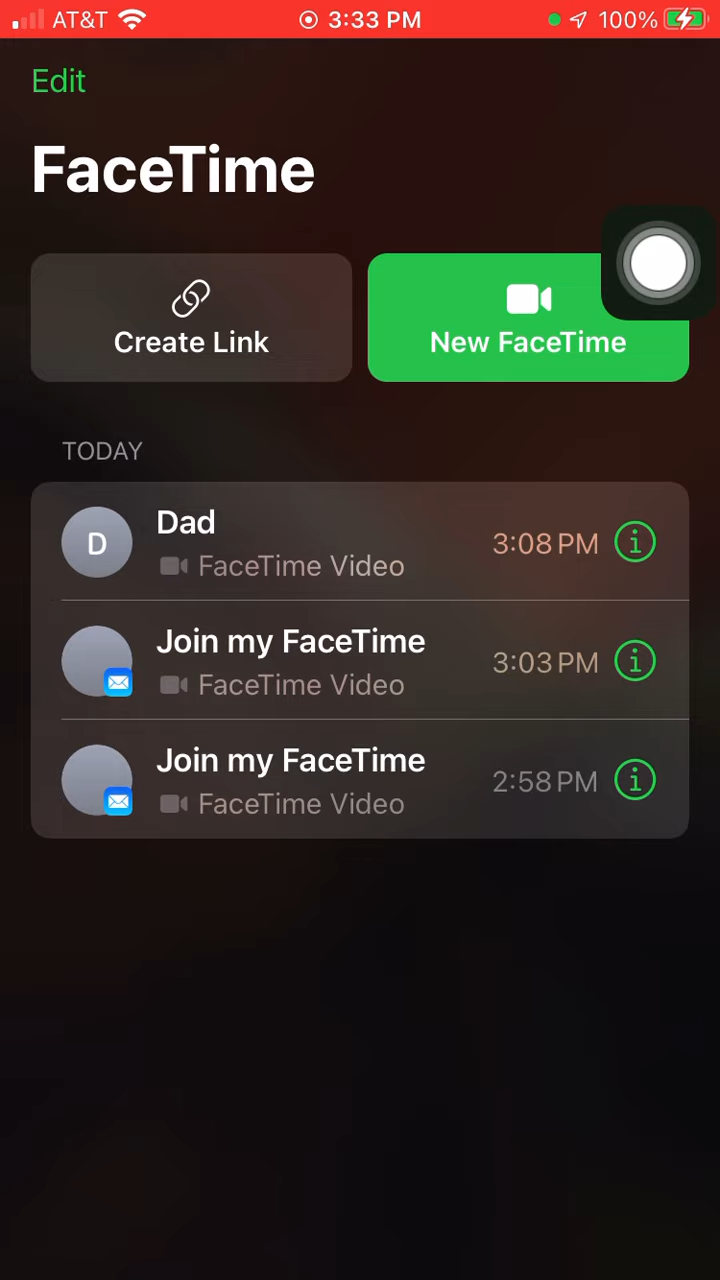 AT&T 3:33 PM 100%
Edit
FaceTime
Create Link
New FaceTime
TODAY
D
Dad
FaceTime Video
3:08 PM
Join my FaceTime
FaceTime Video
3:03 PM
Join my FaceTime
FaceTime Video
2:58 PM